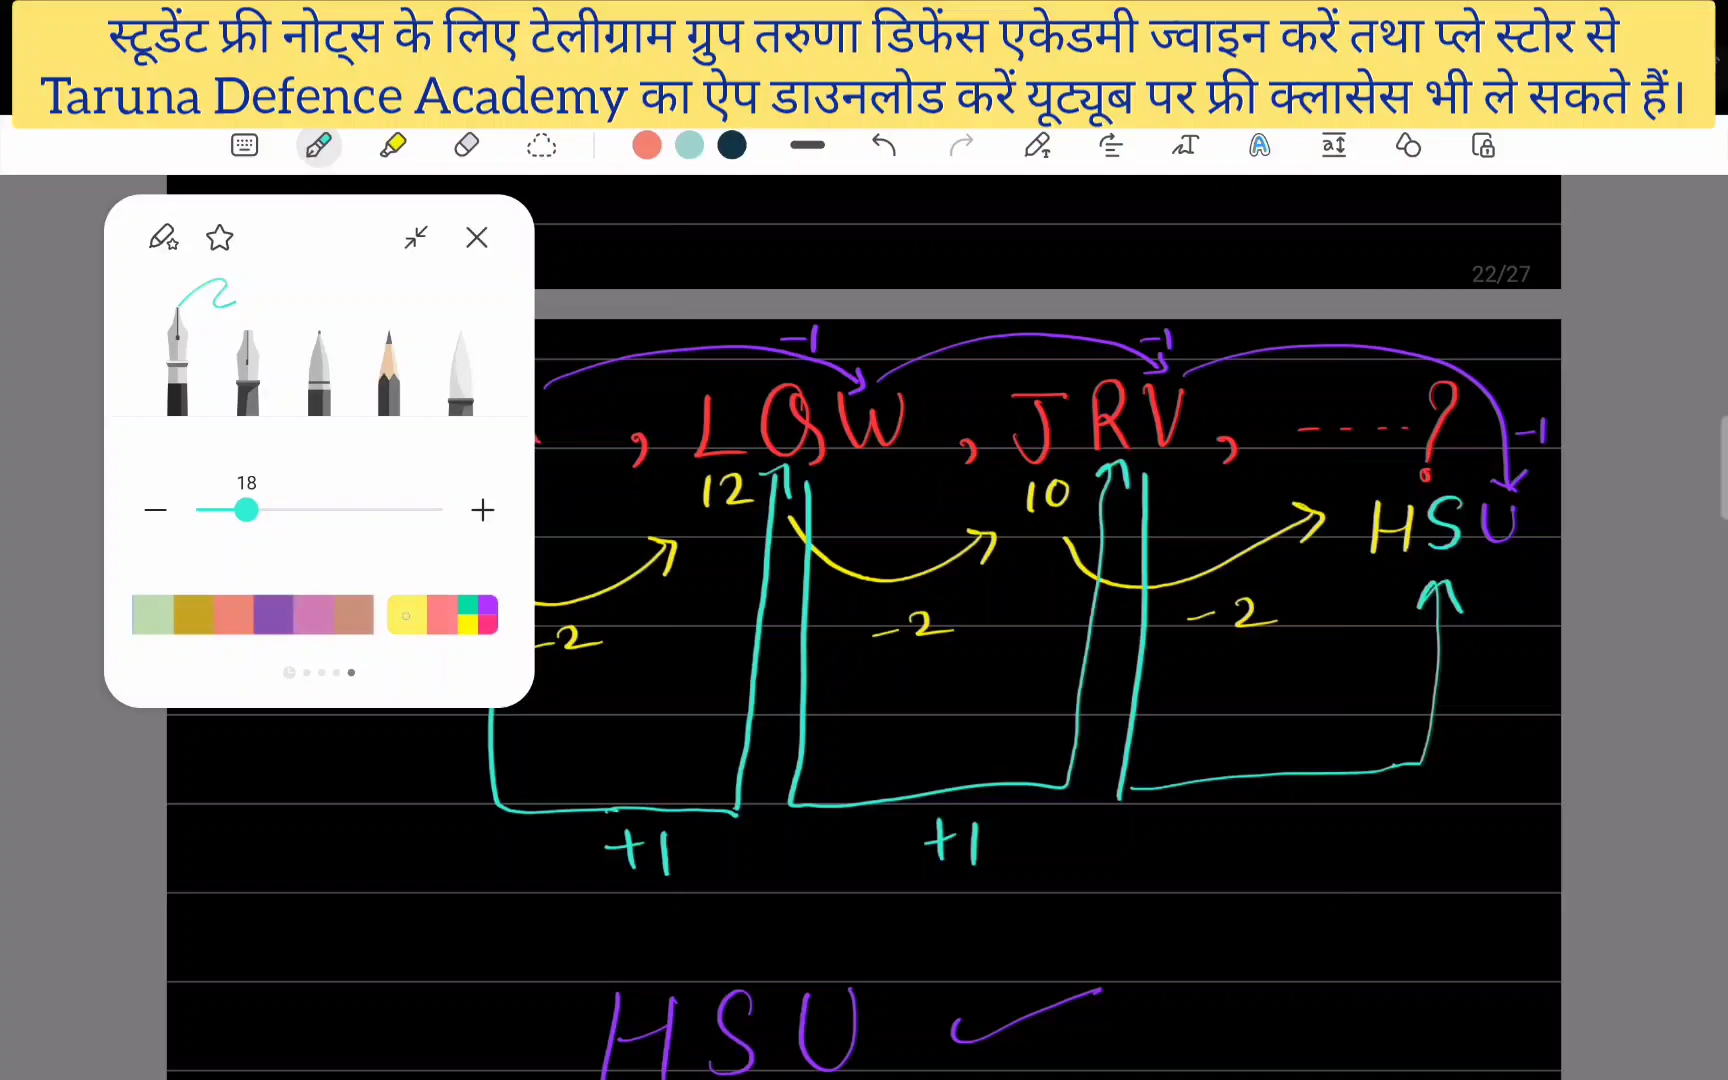 स्टूडेंट फ्री नोट्स के लिए टेलीग्राम ग्रुप तरुणा डिफेंस एकेडमी ज्वाइन करें तथा प्ले स्टोर से
Taruna Defence Academy का ऐप डाउनलोड करें यूट्यूब पर फ्री क्लासेस भी ले सकते हैं।
22/27
-1 -1
, LQW , JRV , ----? -1
18
12 10 HSU
-2 -2 -2
+1 +1
HSU ✓